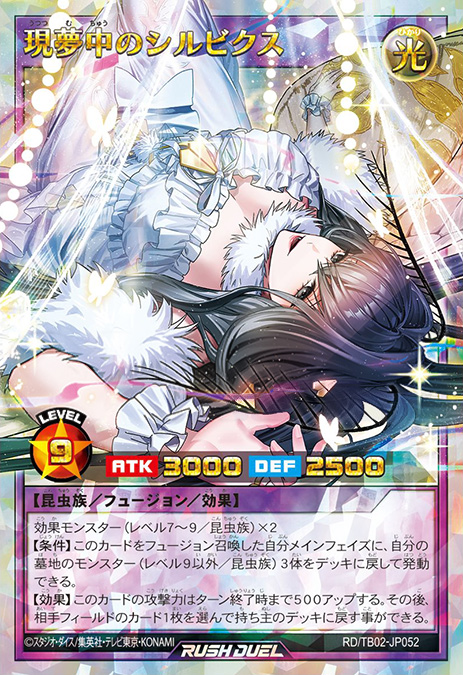 現夢中のシルビクス
光
LEVEL
9
ATK 3000 DEF 2500
【昆虫族／フュージョン／効果】
効果モンスター（レベル7～9／昆虫族）×2
【条件】このカードをフュージョン召喚した自分メインフェイズに、自分の
墓地のモンスター（レベル9以外／昆虫族）3体をデッキに戻して発動
できる。
【効果】このカードの攻撃力はターン終了時まで500アップする。その後、
相手フィールドのカード1枚を選んで持ち主のデッキに戻す事ができる。
©スタジオ・ダイス/集英社・テレビ東京・KONAMI
RUSH DUEL
RD/TB02-JP052